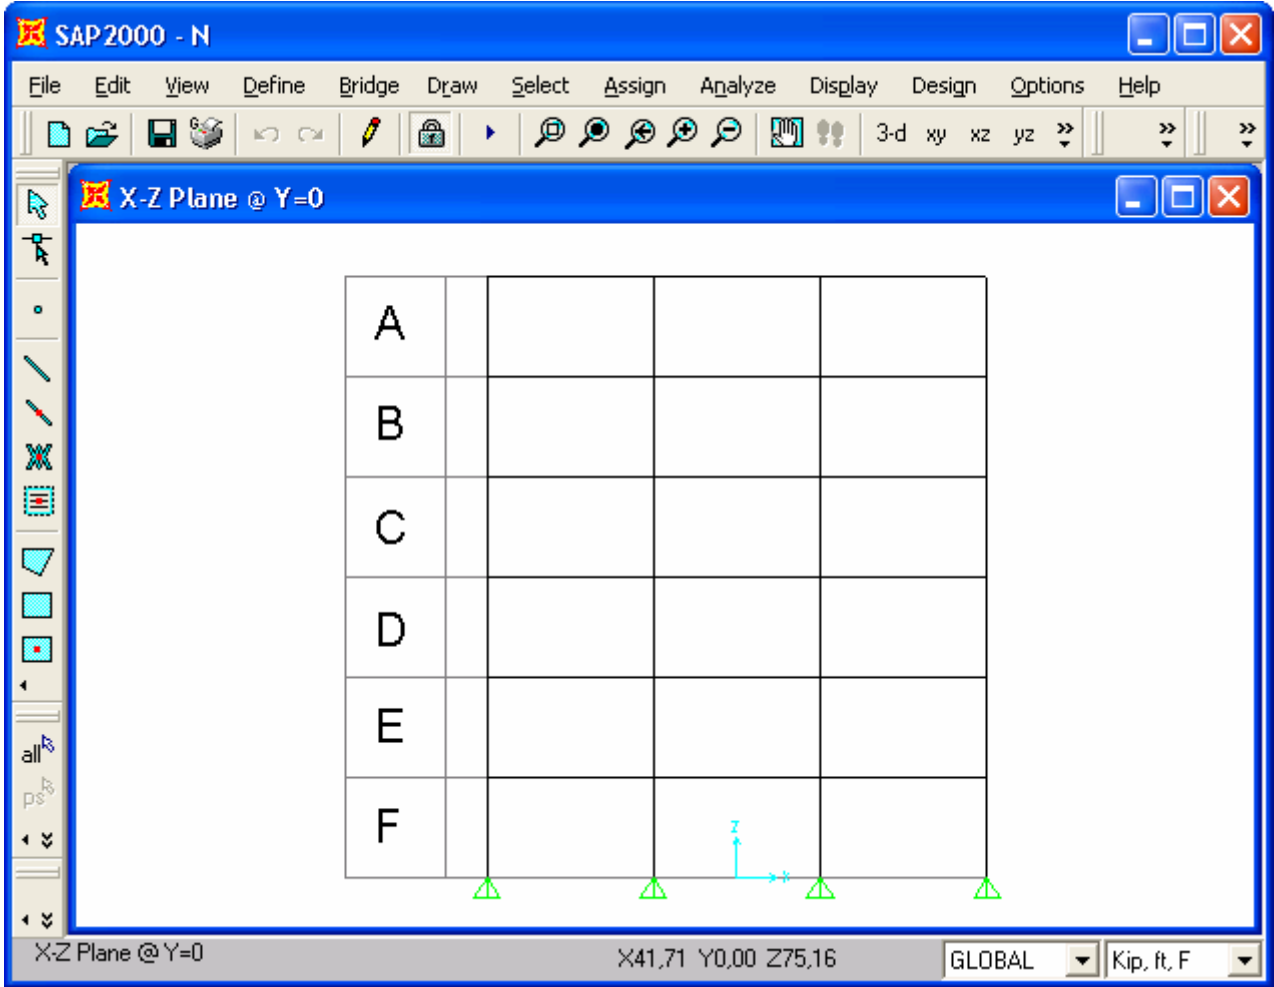 SAP2000 - N
File Edit View Define Bridge Draw Select Assign Analyze Display Design Options Help
3-d xy xz yz
X-Z Plane @ Y=0
A
B
C
D
E
all
F
ps
Z
X
X-Z Plane @ Y=0 X41,71 Y0,00 Z75,16 GLOBAL Kip, ft, F